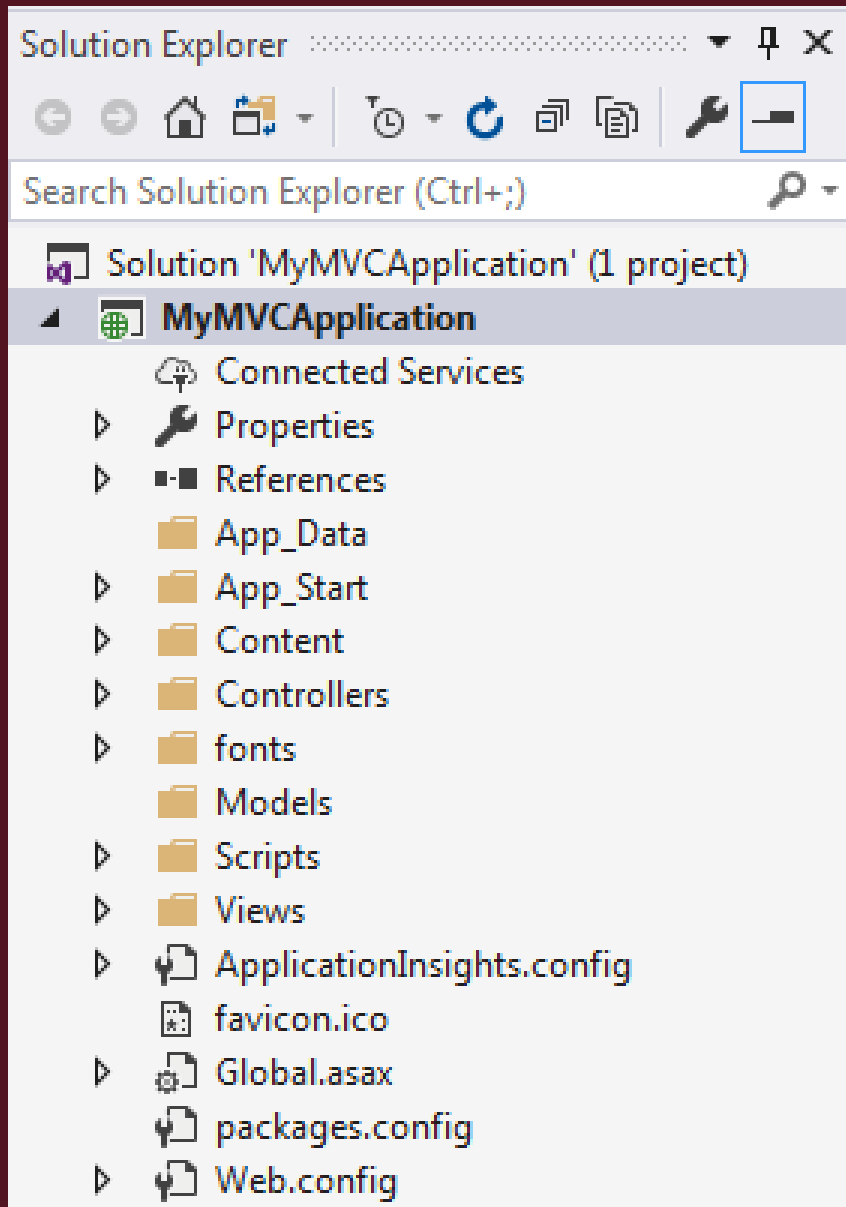 Solution Explorer
Search Solution Explorer (Ctrl+;)
Solution 'MyMVCApplication' (1 project)
MyMVCApplication
Connected Services
Properties
References
App_Data
App_Start
Content
Controllers
fonts
Models
Scripts
Views
ApplicationInsights.config
favicon.ico
Global.asax
packages.config
Web.config